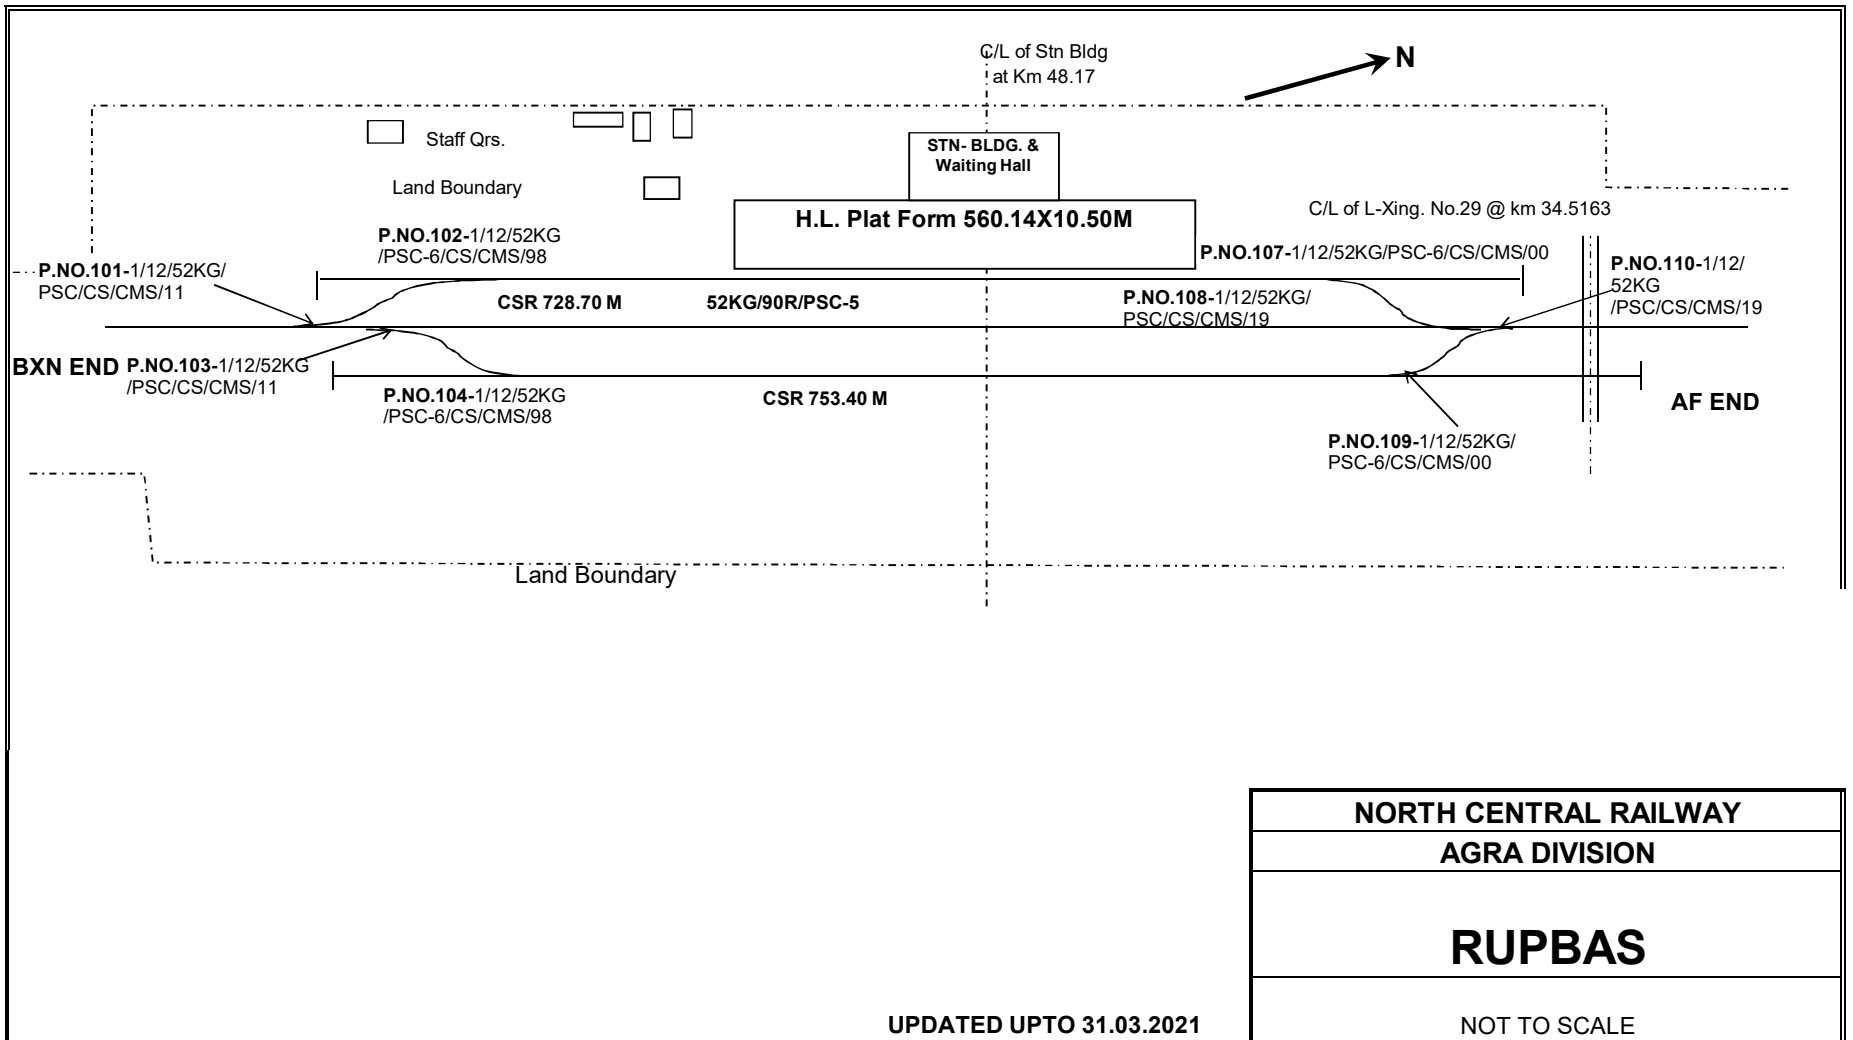 C/L of Stn Bldg
at Km 48.17
N
Staff Qrs.
STN- BLDG. &
Waiting Hall
Land Boundary
H.L. Plat Form 560.14X10.50M
C/L of L-Xing. No.29 @ km 34.5163
P.NO.102-1/12/52KG
/PSC-6/CS/CMS/98
P.NO.107-1/12/52KG/PSC-6/CS/CMS/00
P.NO.101-1/12/52KG/
PSC/CS/CMS/11
P.NO.110-1/12/
52KG
/PSC/CS/CMS/19
CSR 728.70 M
52KG/90R/PSC-5
P.NO.108-1/12/52KG/
PSC/CS/CMS/19
BXN END
P.NO.103-1/12/52KG
/PSC/CS/CMS/11
P.NO.104-1/12/52KG
/PSC-6/CS/CMS/98
CSR 753.40 M
AF END
P.NO.109-1/12/52KG/
PSC-6/CS/CMS/00
Land Boundary
NORTH CENTRAL RAILWAY
AGRA DIVISION
RUPBAS
UPDATED UPTO 31.03.2021
NOT TO SCALE